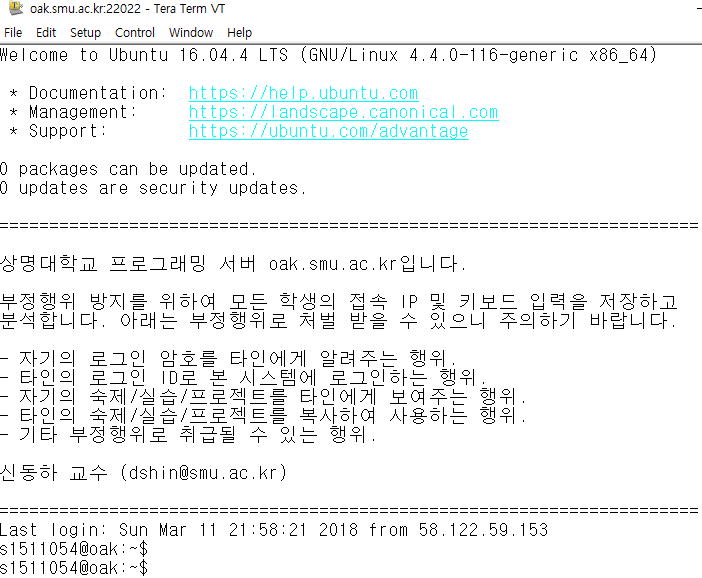 oak.smu.ac.kr:22022 - Tera Term VT
File Edit Setup Control Window Help
Welcome to Ubuntu 16.04.4 LTS (GNU/Linux 4.4.0-116-generic x86_64)
* Documentation: https://help.ubuntu.com
* Management: https://landscape.canonical.com
* Support: https://ubuntu.com/advantage
0 packages can be updated.
0 updates are security updates.
======================================================================
상명대학교 프로그래밍 서버 oak.smu.ac.kr입니다.
부정행위 방지를 위하여 모든 학생의 접속 IP 및 키보드 입력을 저장하고
분석합니다. 아래는 부정행위로 처벌 받을 수 있으니 주의하기 바랍니다.
- 자기의 로그인 암호를 타인에게 알려주는 행위.
- 타인의 로그인 ID로 본 시스템에 로그인하는 행위.
- 자기의 숙제/실습/프로젝트를 타인에게 보여주는 행위.
- 타인의 숙제/실습/프로젝트를 복사하여 사용하는 행위.
- 기타 부정행위로 취급될 수 있는 행위.
신동하 교수 (dshin@smu.ac.kr)
======================================================================
Last login: Sun Mar 11 21:58:21 2018 from 58.122.59.153
s1511054@oak:~$
s1511054@oak:~$